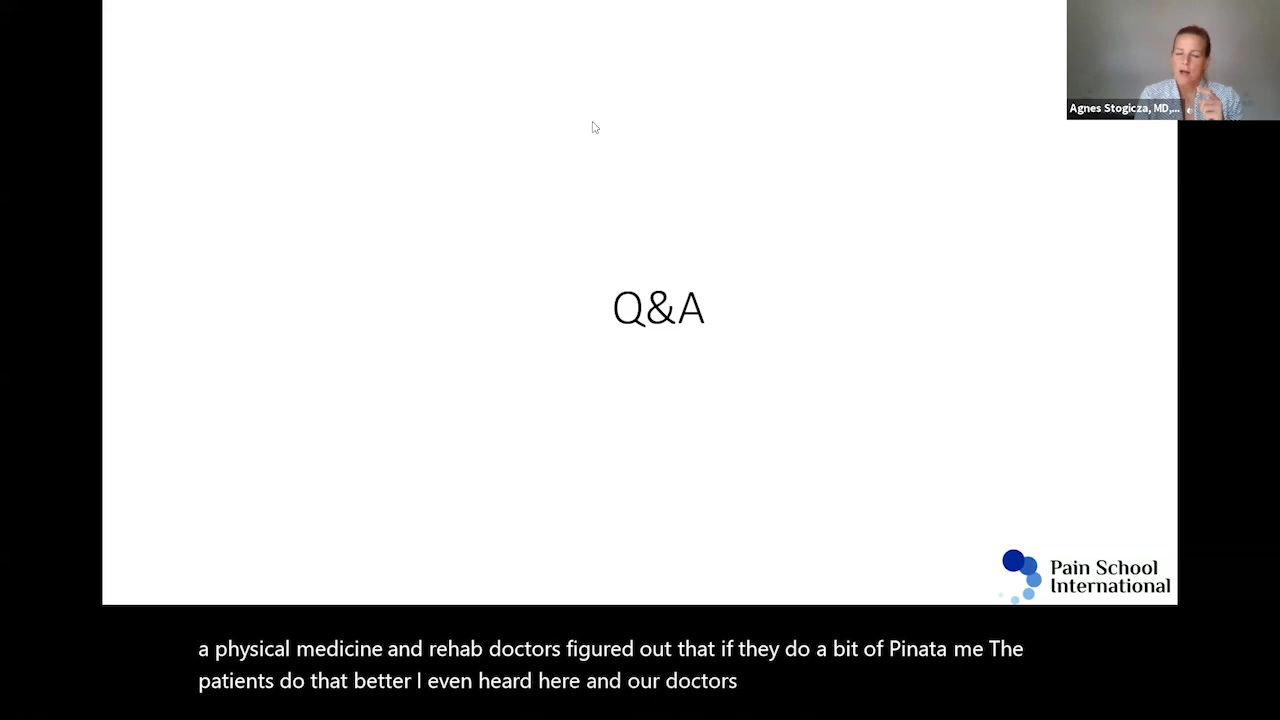 Agnes Stogicza, MD,...
Q&A
Pain School
International
a physical medicine and rehab doctors figured out that if they do a bit of Pinata me The
patients do that better I even heard here and our doctors